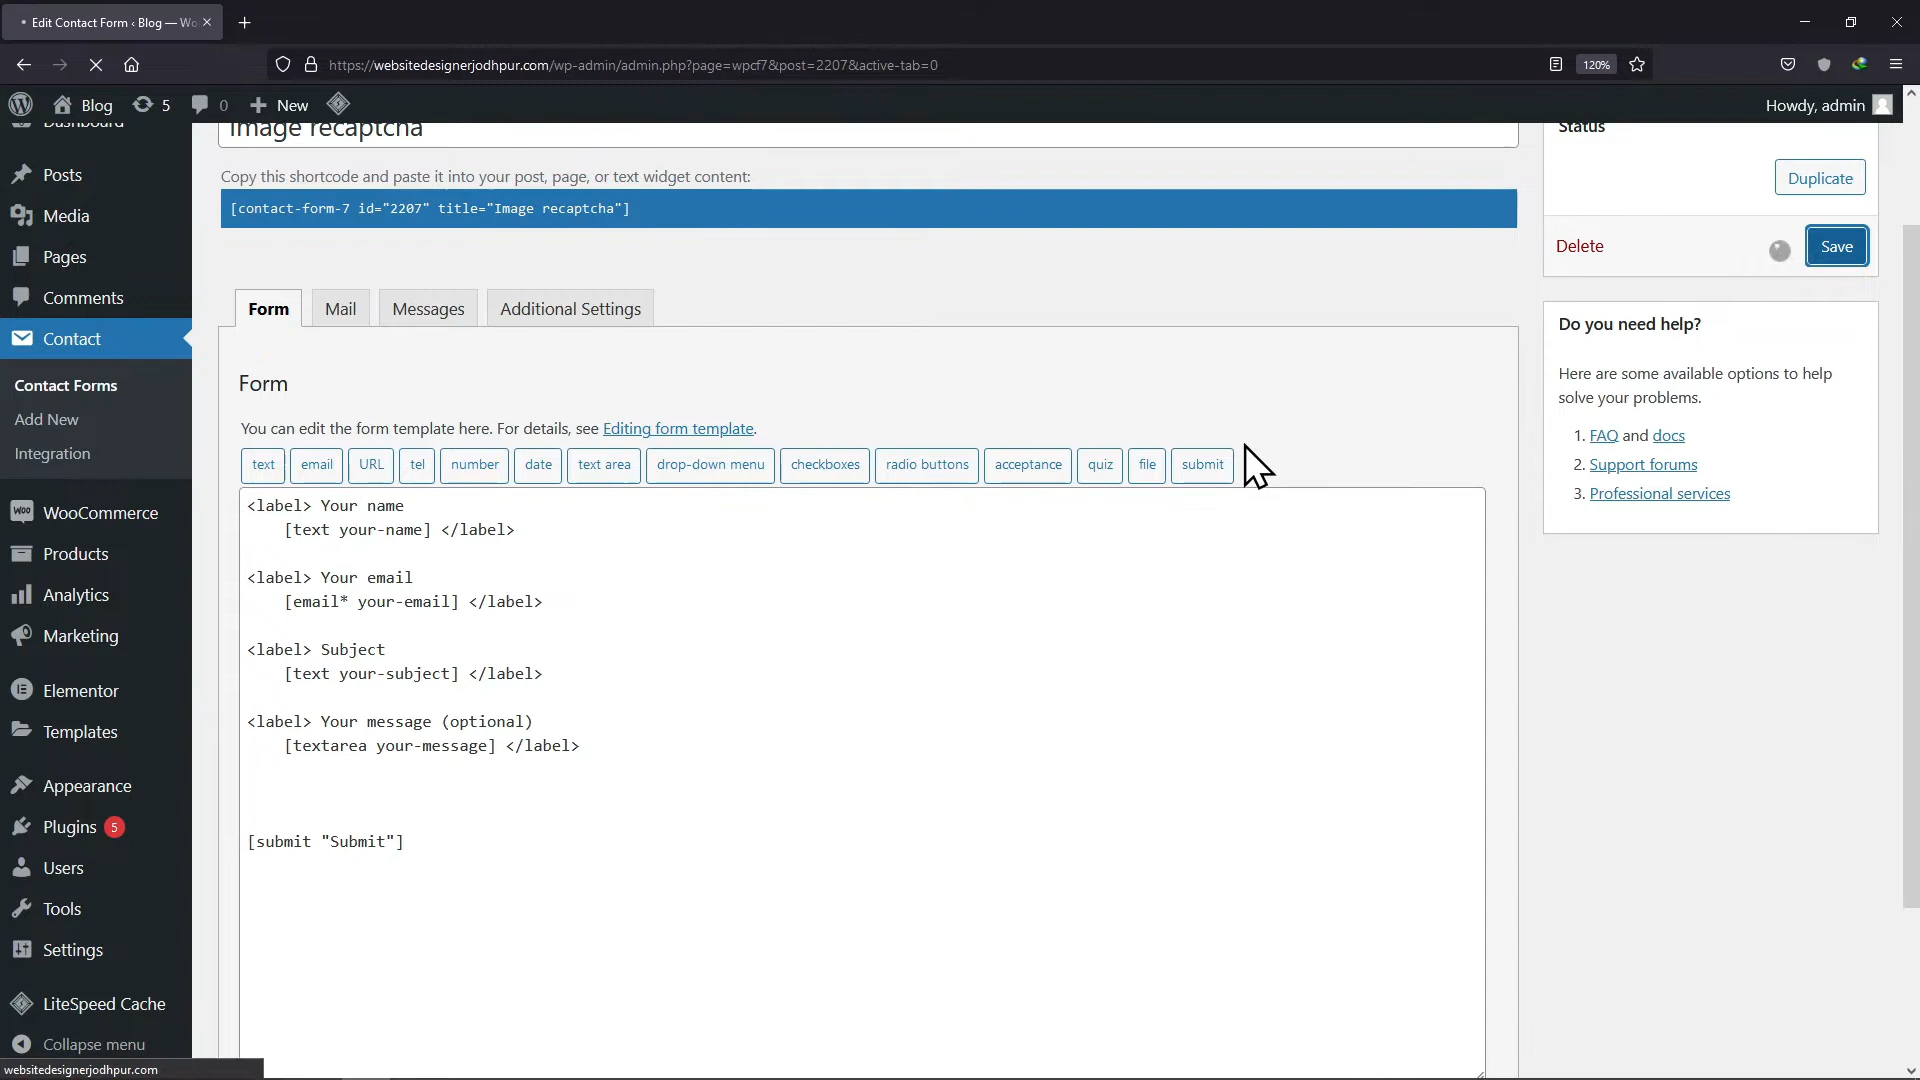 Edit Contact Form ‹ Blog — Wo
https://websitedesignerjodhpur.com/wp-admin/admin.php?page=wpcf7&post=2207&active-tab=0
120%
Blog
5
0
New
Howdy, admin
Dashboard
Posts
Media
Pages
Comments
Contact
Contact Forms
Add New
Integration
WooCommerce
Products
Analytics
Marketing
Elementor
Templates
Appearance
Plugins 5
Users
Tools
Settings
LiteSpeed Cache
Collapse menu
websitedesignerjodhpur.com
Image recaptcha
Copy this shortcode and paste it into your post, page, or text widget content:
[contact-form-7 id="2207" title="Image recaptcha"]
Form Mail Messages Additional Settings
Form
You can edit the form template here. For details, see Editing form template.
text email URL tel number date text area drop-down menu checkboxes radio buttons acceptance quiz file submit
<label> Your name
[text your-name] </label>
<label> Your email
[email* your-email] </label>
<label> Subject
[text your-subject] </label>
<label> Your message (optional)
[textarea your-message] </label>
[submit "Submit"]
Status
Duplicate
Delete
Save
Do you need help?
Here are some available options to help
solve your problems.
1. FAQ and docs
2. Support forums
3. Professional services